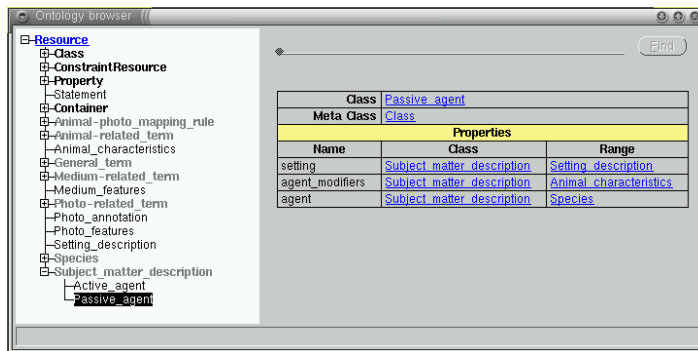 Ontology browser
Resource
Class
ConstraintResource
Property
Statement
Container
Animal-photo_mapping_rule
Animal-related_term
Animal_characteristics
General_term
Medium-related_term
Medium_features
Photo-related_term
Photo_annotation
Photo_features
Setting_description
Species
Subject_matter_description
Active_agent
Passive_agent
Find
Class Passive_agent
Meta Class Class
Properties
Name Class Range
setting Subject_matter_description Setting_description
agent_modifiers Subject_matter_description Animal_characteristics
agent Subject_matter_description Species